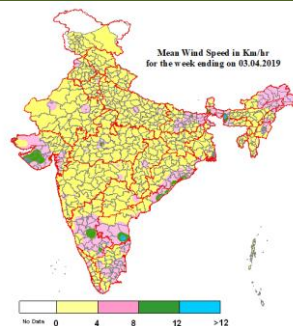 Mean Wind Speed in Km/hr
for the week ending on 03.04.2019
No Data 0 4 8 12 >12